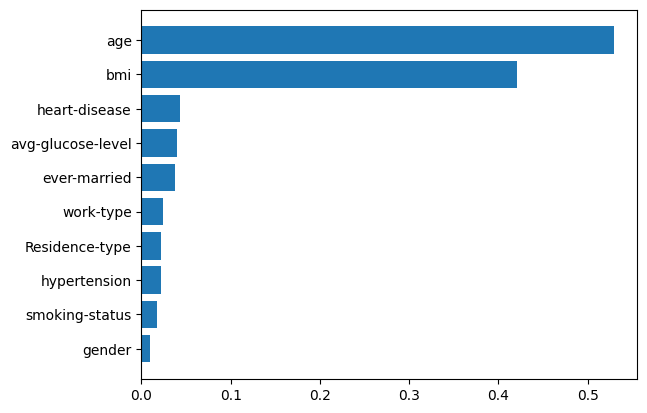 age
bmi
heart-disease
avg-glucose-level
ever-married
work-type
Residence-type
hypertension
smoking-status
gender
0.0 0.1 0.2 0.3 0.4 0.5